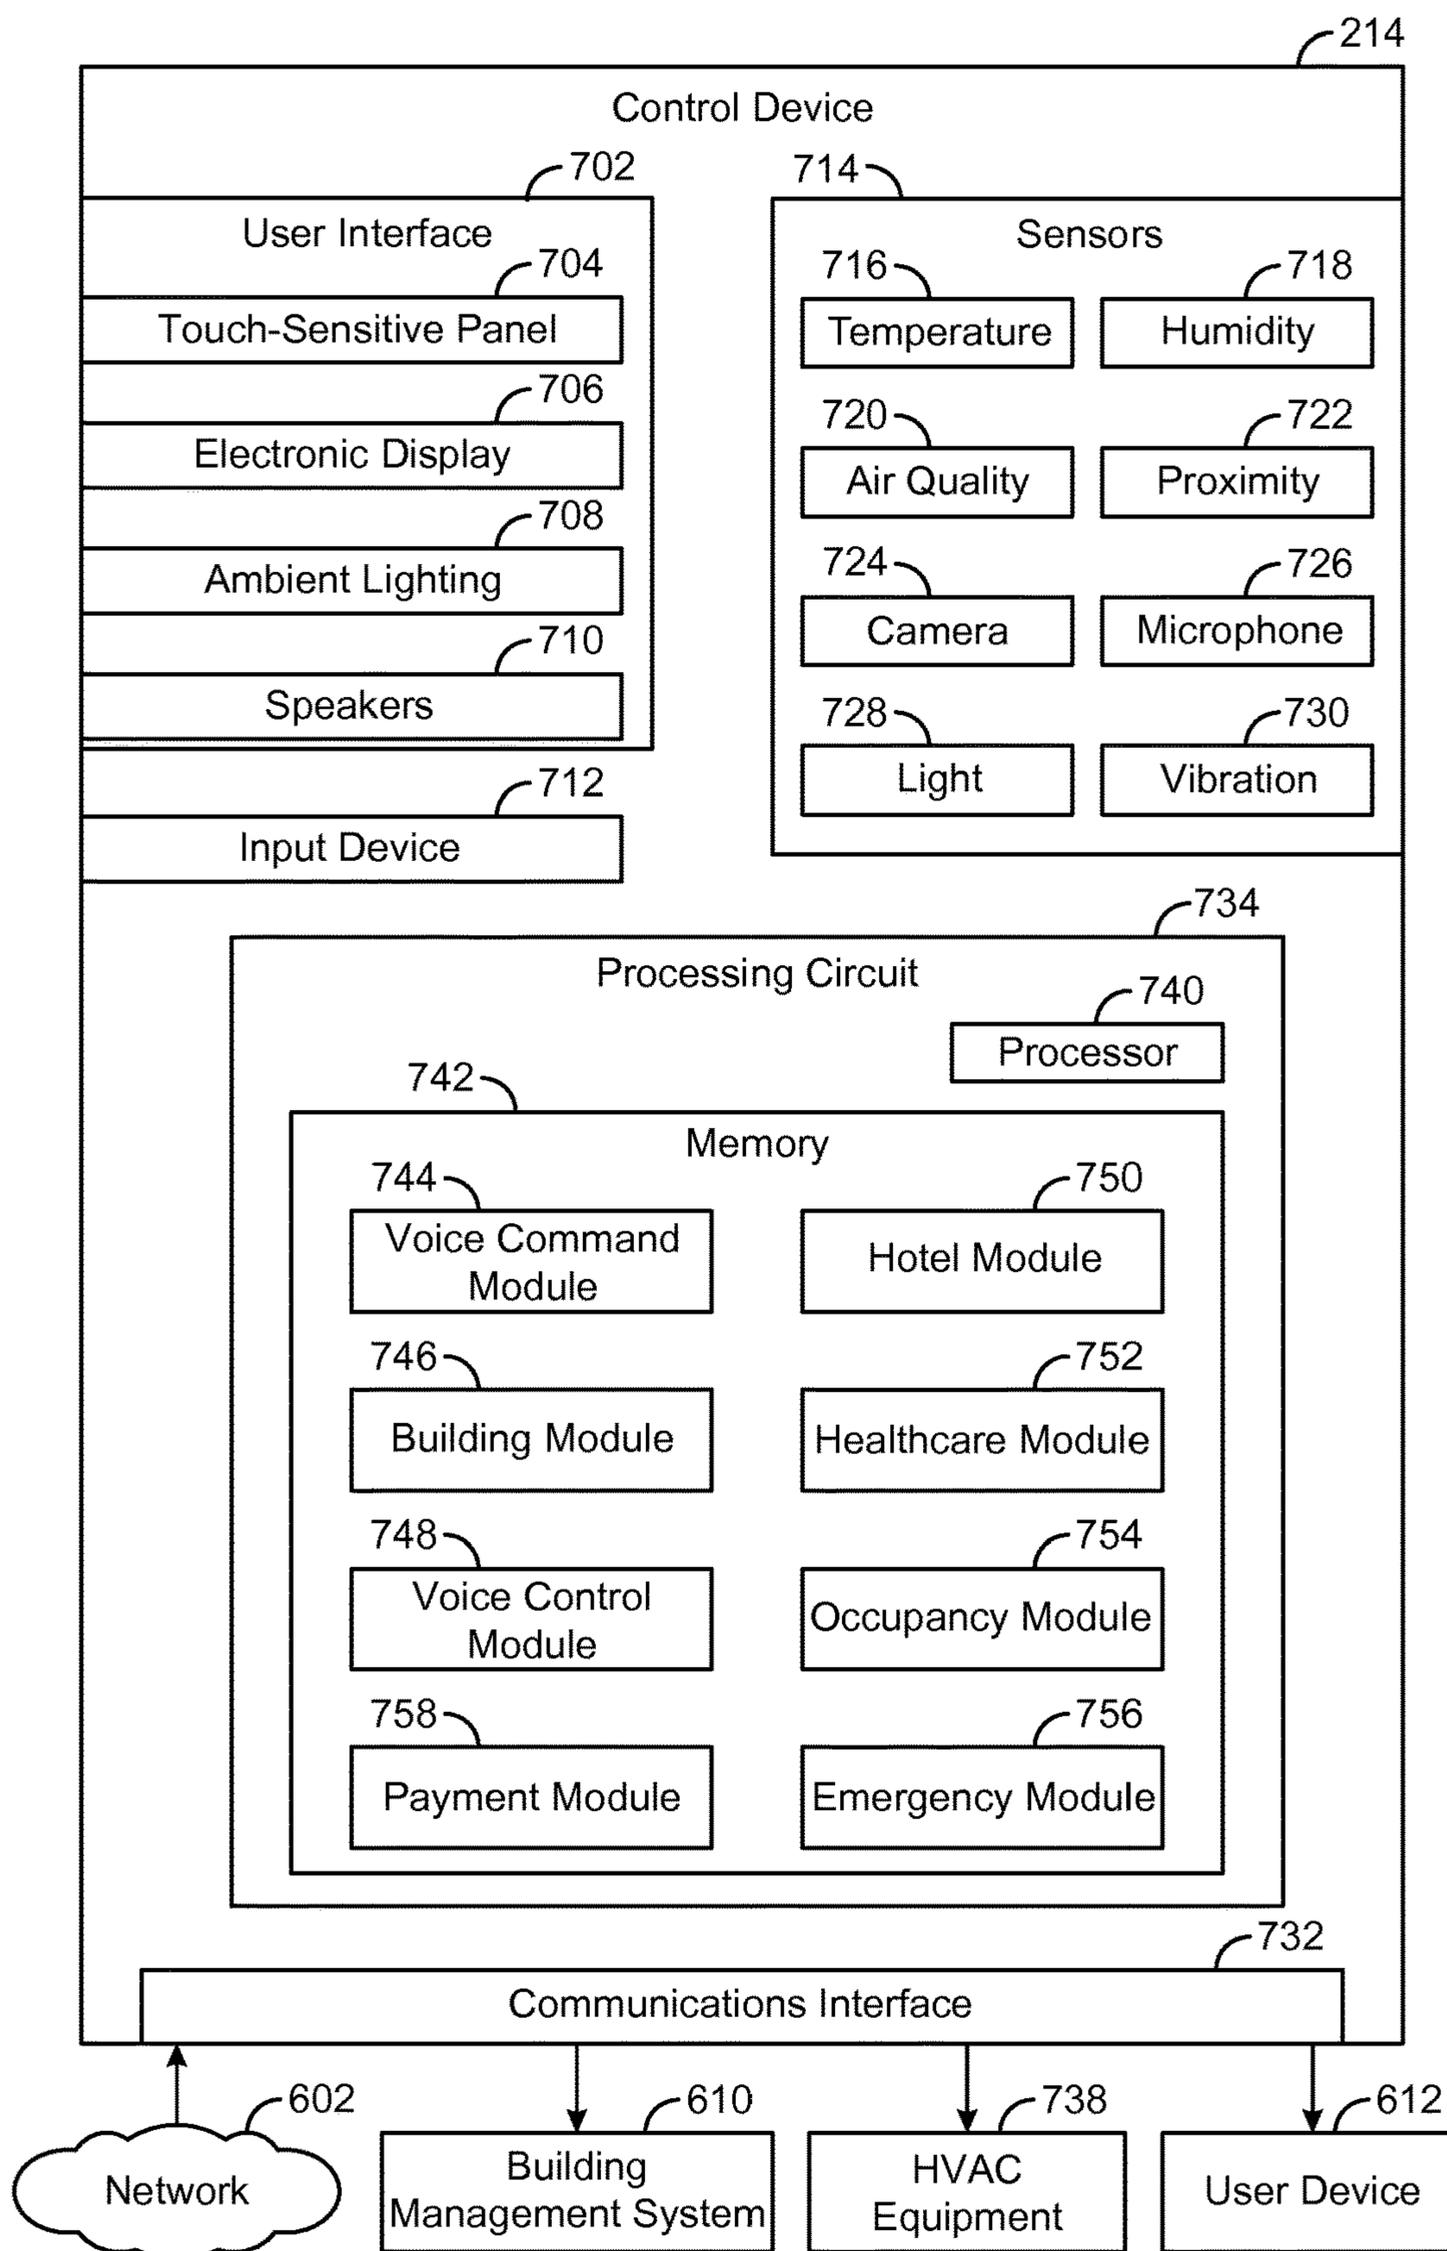 214
Control Device
702
User Interface
704
Touch-Sensitive Panel
706
Electronic Display
708
Ambient Lighting
710
Speakers
712
Input Device
714
Sensors
716
Temperature
718
Humidity
720
Air Quality
722
Proximity
724
Camera
726
Microphone
728
Light
730
Vibration
734
Processing Circuit
740
Processor
742
Memory
744
Voice Command
Module
750
Hotel Module
746
Building Module
752
Healthcare Module
748
Voice Control
Module
754
Occupancy Module
758
Payment Module
756
Emergency Module
732
Communications Interface
602
Network
610
Building
Management System
738
HVAC
Equipment
612
User Device